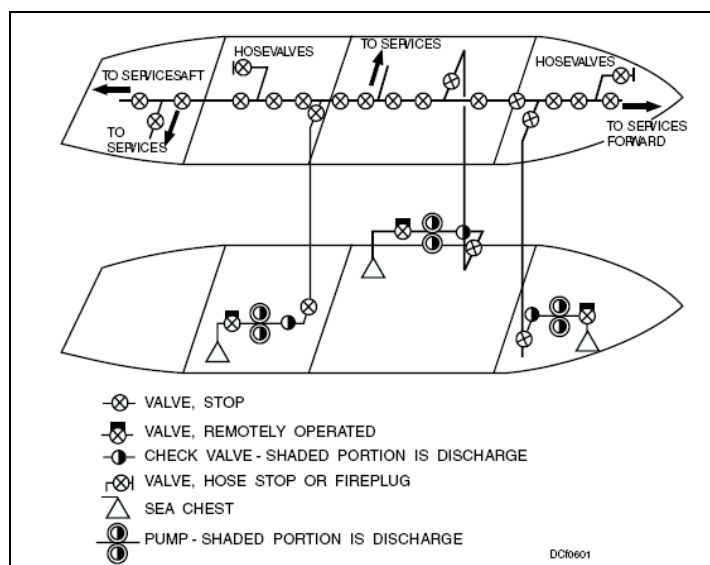 TO SERVICES
HOSEVALVES
HOSEVALVES
TO SERVICESAFT
TO
SERVICES
TO SERVICES
FORWARD
VALVE, STOP
VALVE, REMOTELY OPERATED
CHECK VALVE - SHADED PORTION IS DISCHARGE
VALVE, HOSE STOP OR FIREPLUG
SEA CHEST
PUMP - SHADED PORTION IS DISCHARGE
DCf0601